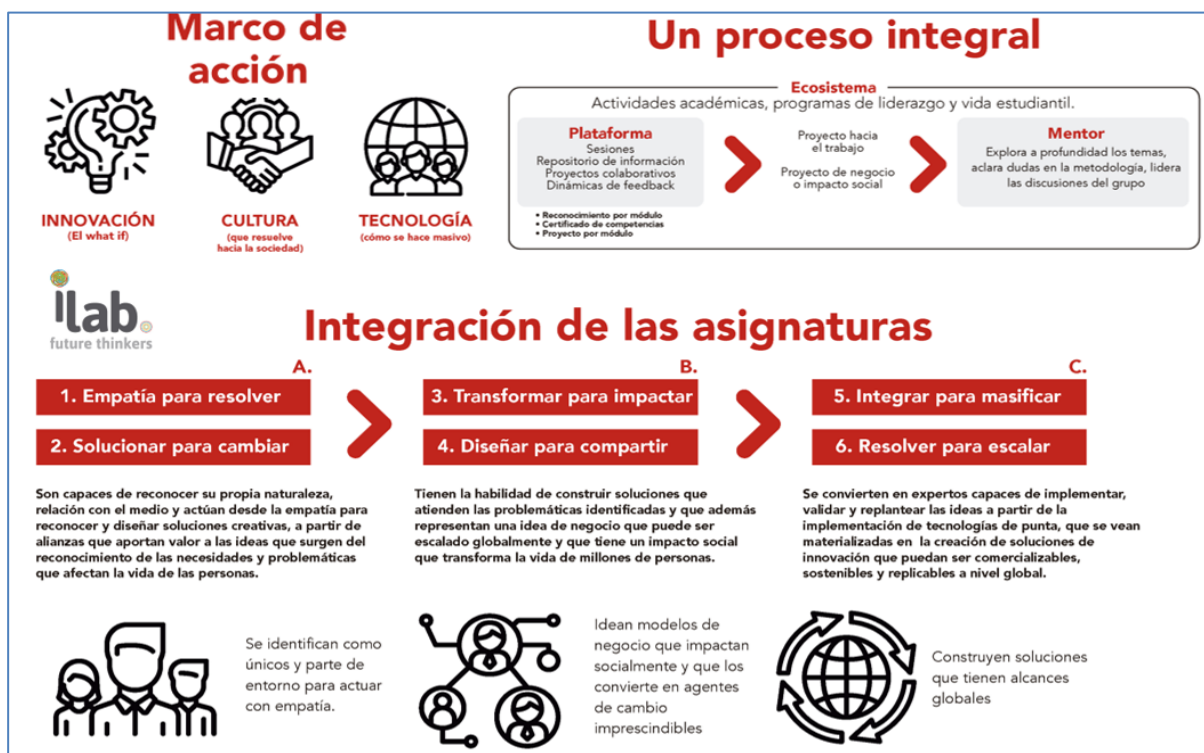 Marco de
acción
INNOVACIÓN
(El what if)
CULTURA
(que resuelve
hacia la sociedad)
TECNOLOGÍA
(cómo se hace masivo)
Un proceso integral
Ecosistema
Actividades académicas, programas de liderazgo y vida estudiantil.
Plataforma
Sesiones
Repositorio de información
Proyectos colaborativos
Dinámicas de feedback
• Reconocimiento por módulo
• Certificado de competencias
• Proyecto por módulo
Proyecto hacia
el trabajo
Proyecto de negocio
o impacto social
Mentor
Explora a profundidad los temas,
aclara dudas en la metodología, lidera
las discusiones del grupo
ilab
future thinkers
Integración de las asignaturas
A.
1. Empatía para resolver
2. Solucionar para cambiar
Son capaces de reconocer su propia naturaleza,
relación con el medio y actúan desde la empatía para
reconocer y diseñar soluciones creativas, a partir de
alianzas que aportan valor a las ideas que surgen del
reconocimiento de las necesidades y problemáticas
que afectan la vida de las personas.
Se identifican como
únicos y parte de
entorno para actuar
con empatía.
B.
3. Transformar para impactar
4. Diseñar para compartir
Tienen la habilidad de construir soluciones que
atienden las problemáticas identificadas y que además
representan una idea de negocio que puede ser
escalado globalmente y que tiene un impacto social
que transforma la vida de millones de personas.
Idean modelos de
negocio que impactan
socialmente y que los
convierte en agentes
de cambio
imprescindibles
C.
5. Integrar para masificar
6. Resolver para escalar
Se convierten en expertos capaces de implementar,
validar y replantear las ideas a partir de la
implementación de tecnologías de punta, que se vean
materializadas en la creación de soluciones de
innovación que puedan ser comercializables,
sostenibles y replicables a nivel global.
Construyen soluciones
que tienen alcances
globales